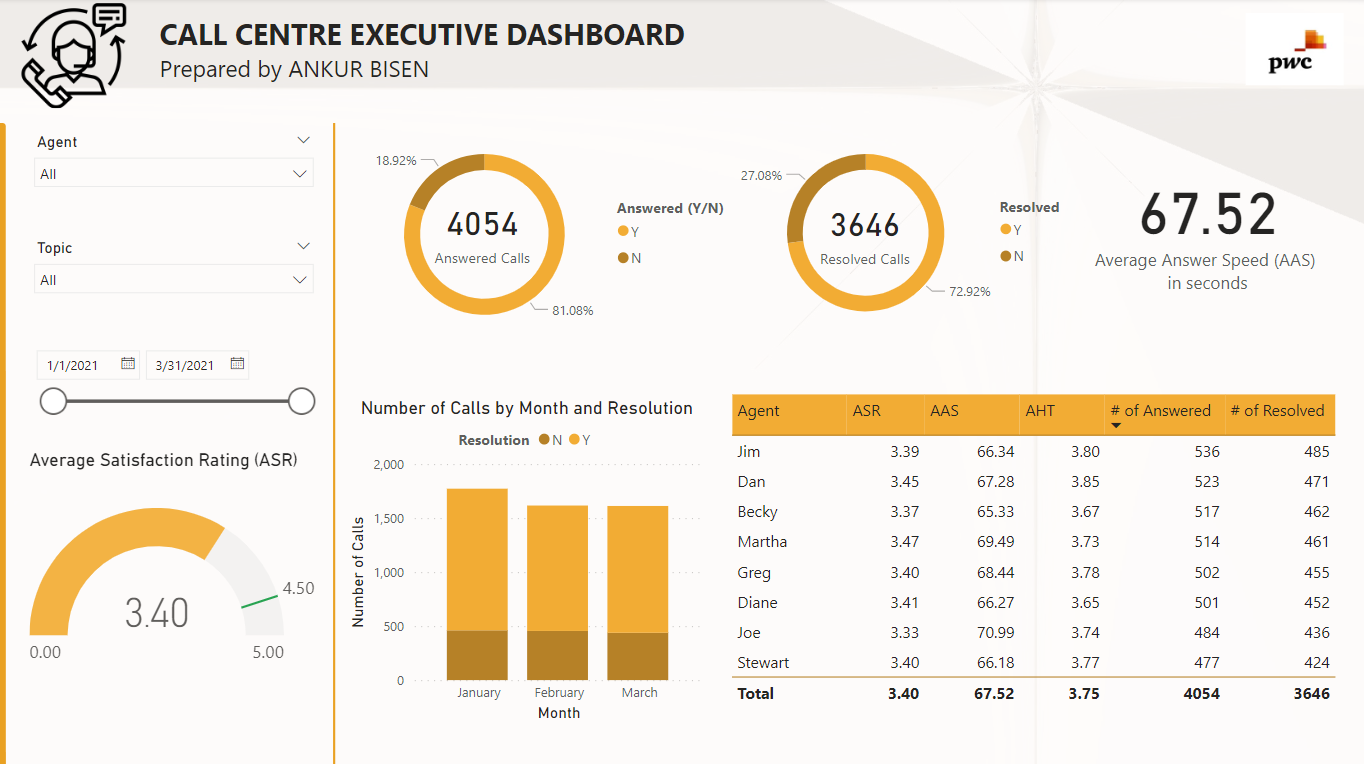 CALL CENTRE EXECUTIVE DASHBOARD
Prepared by ANKUR BISEN
pwc
Agent
All
Topic
All
1/1/2021 3/31/2021
Average Satisfaction Rating (ASR)
4.50
3.40
0.00 5.00
18.92%
4054
Answered Calls
81.08%
Answered (Y/N)
Y
N
27.08%
3646
Resolved Calls
72.92%
Resolved
Y
N
67.52
Average Answer Speed (AAS)
in seconds
Number of Calls by Month and Resolution
Resolution N Y
Number of Calls
2,000
1,500
1,000
500
0
January February March
Month
Agent ASR AAS AHT # of Answered # of Resolved
Jim 3.39 66.34 3.80 536 485
Dan 3.45 67.28 3.85 523 471
Becky 3.37 65.33 3.67 517 462
Martha 3.47 69.49 3.73 514 461
Greg 3.40 68.44 3.78 502 455
Diane 3.41 66.27 3.65 501 452
Joe 3.33 70.99 3.74 484 436
Stewart 3.40 66.18 3.77 477 424
Total 3.40 67.52 3.75 4054 3646